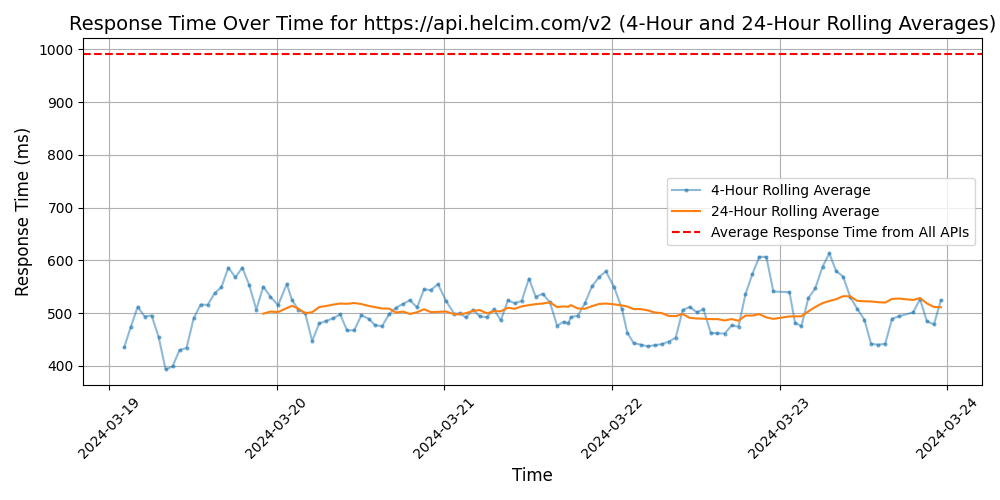 Response Time Over Time for https://api.helcim.com/v2 (4-Hour and 24-Hour Rolling Averages)
1000
900
800
700
600
500
400
Response Time (ms)
4-Hour Rolling Average
24-Hour Rolling Average
Average Response Time from All APIs
2024-03-19
2024-03-20
2024-03-21
2024-03-22
2024-03-23
2024-03-24
Time